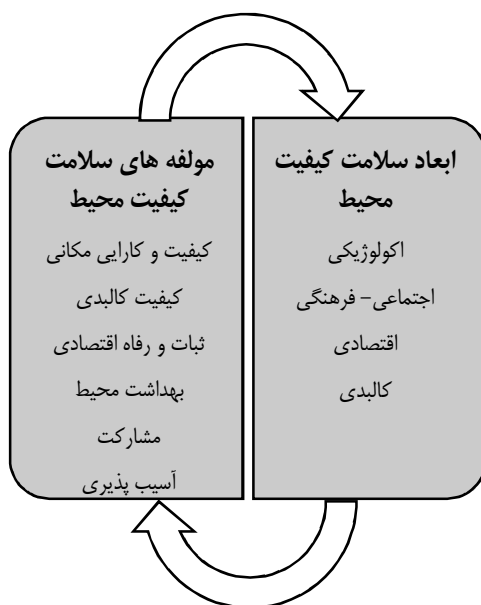 ابعاد سلامت کیفیت
محیط
اکولوژیکی
اجتماعی- فرهنگی
اقتصادی
کالبدی
مولفه های سلامت
کیفیت محیط
کیفیت و کارایی مکانی
کیفیت کالبدی
ثبات و رفاه اقتصادی
بهداشت محیط
مشارکت
آسیب پذیری